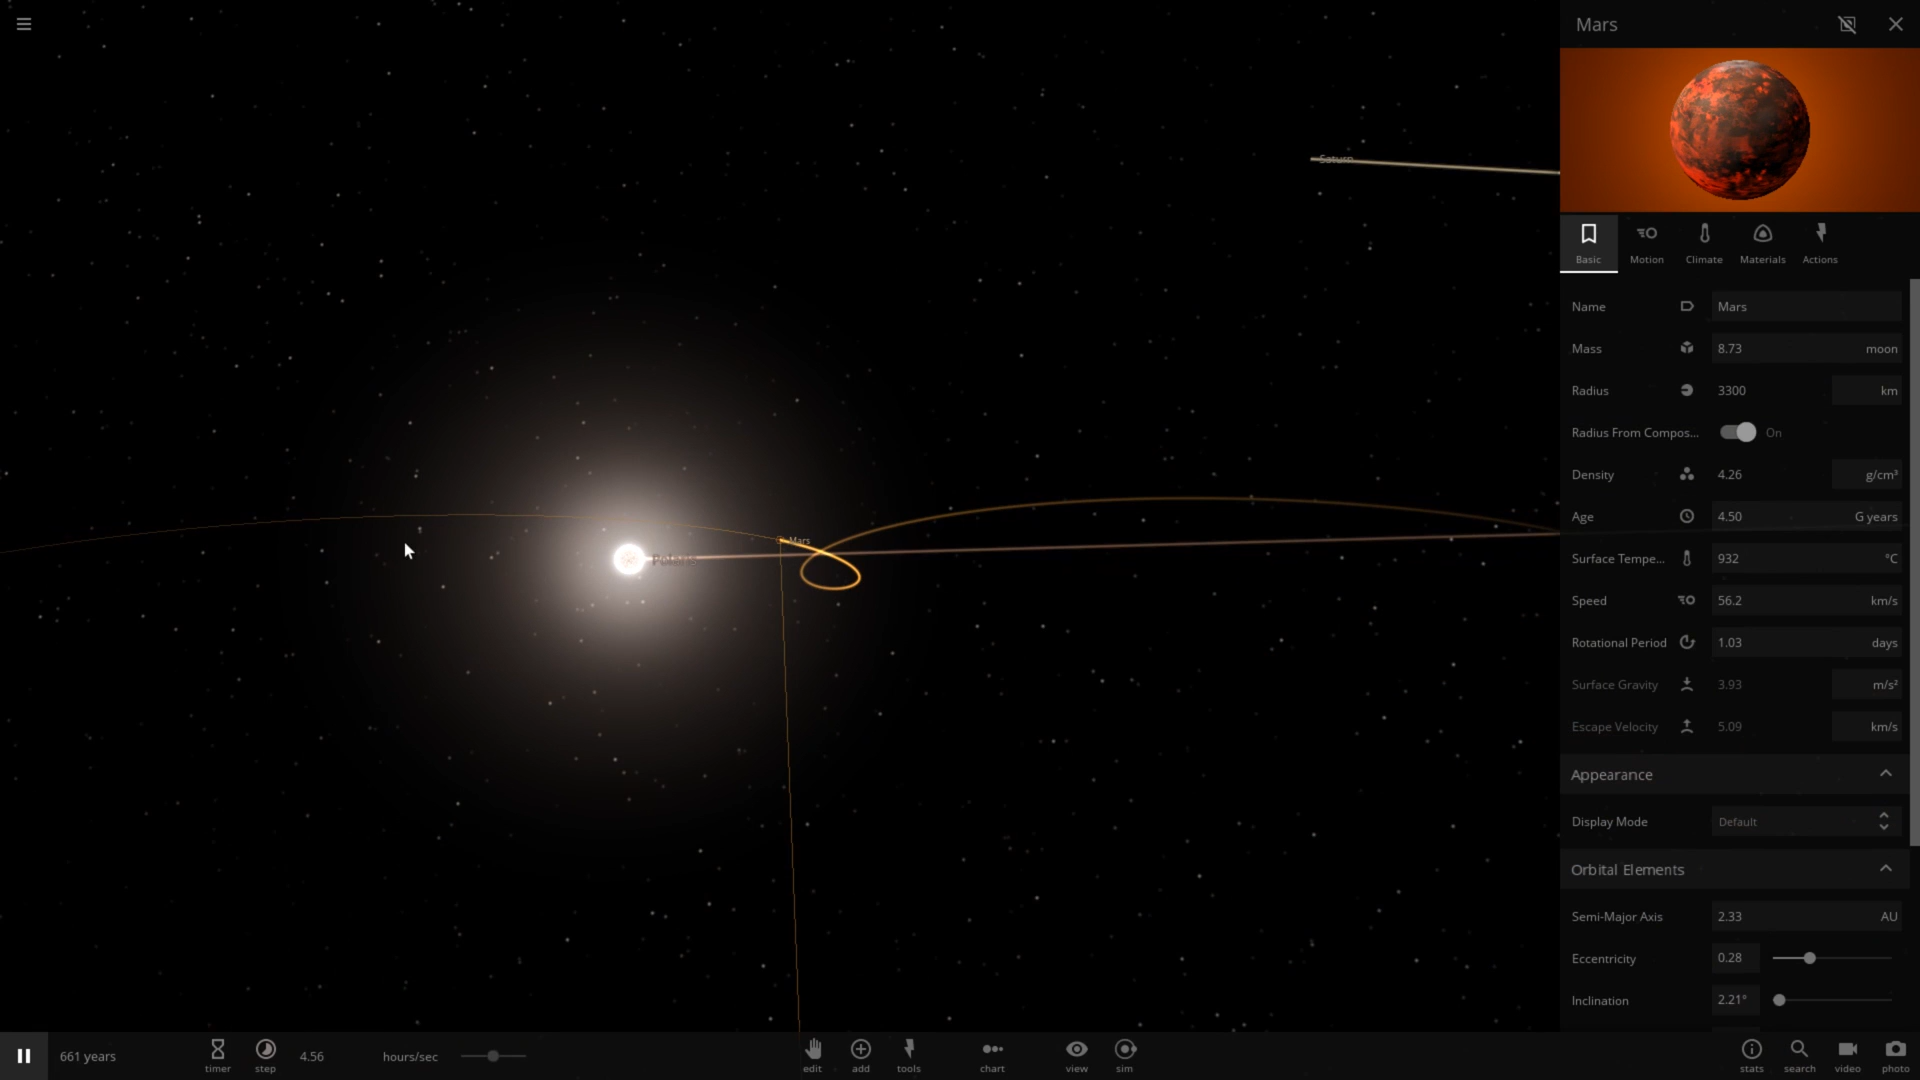 Mars
Saturn
Basic
Motion
Climate
Materials
Actions
Name
Mars
Mass
8.73
moon
Radius
3300
km
Radius From Compos...
On
Density
4.26
g/cm³
Age
4.50
G years
Surface Tempe...
932
°C
Mars
Polaris
Speed
56.2
km/s
Rotational Period
1.03
days
Surface Gravity
3.93
m/s²
Escape Velocity
5.09
km/s
Appearance
Display Mode
Default
Orbital Elements
Semi-Major Axis
2.33
AU
Eccentricity
0.28
Inclination
2.21°
661 years
timer
step
4.56
hours/sec
edit
add
tools
chart
view
sim
stats
search
video
photo